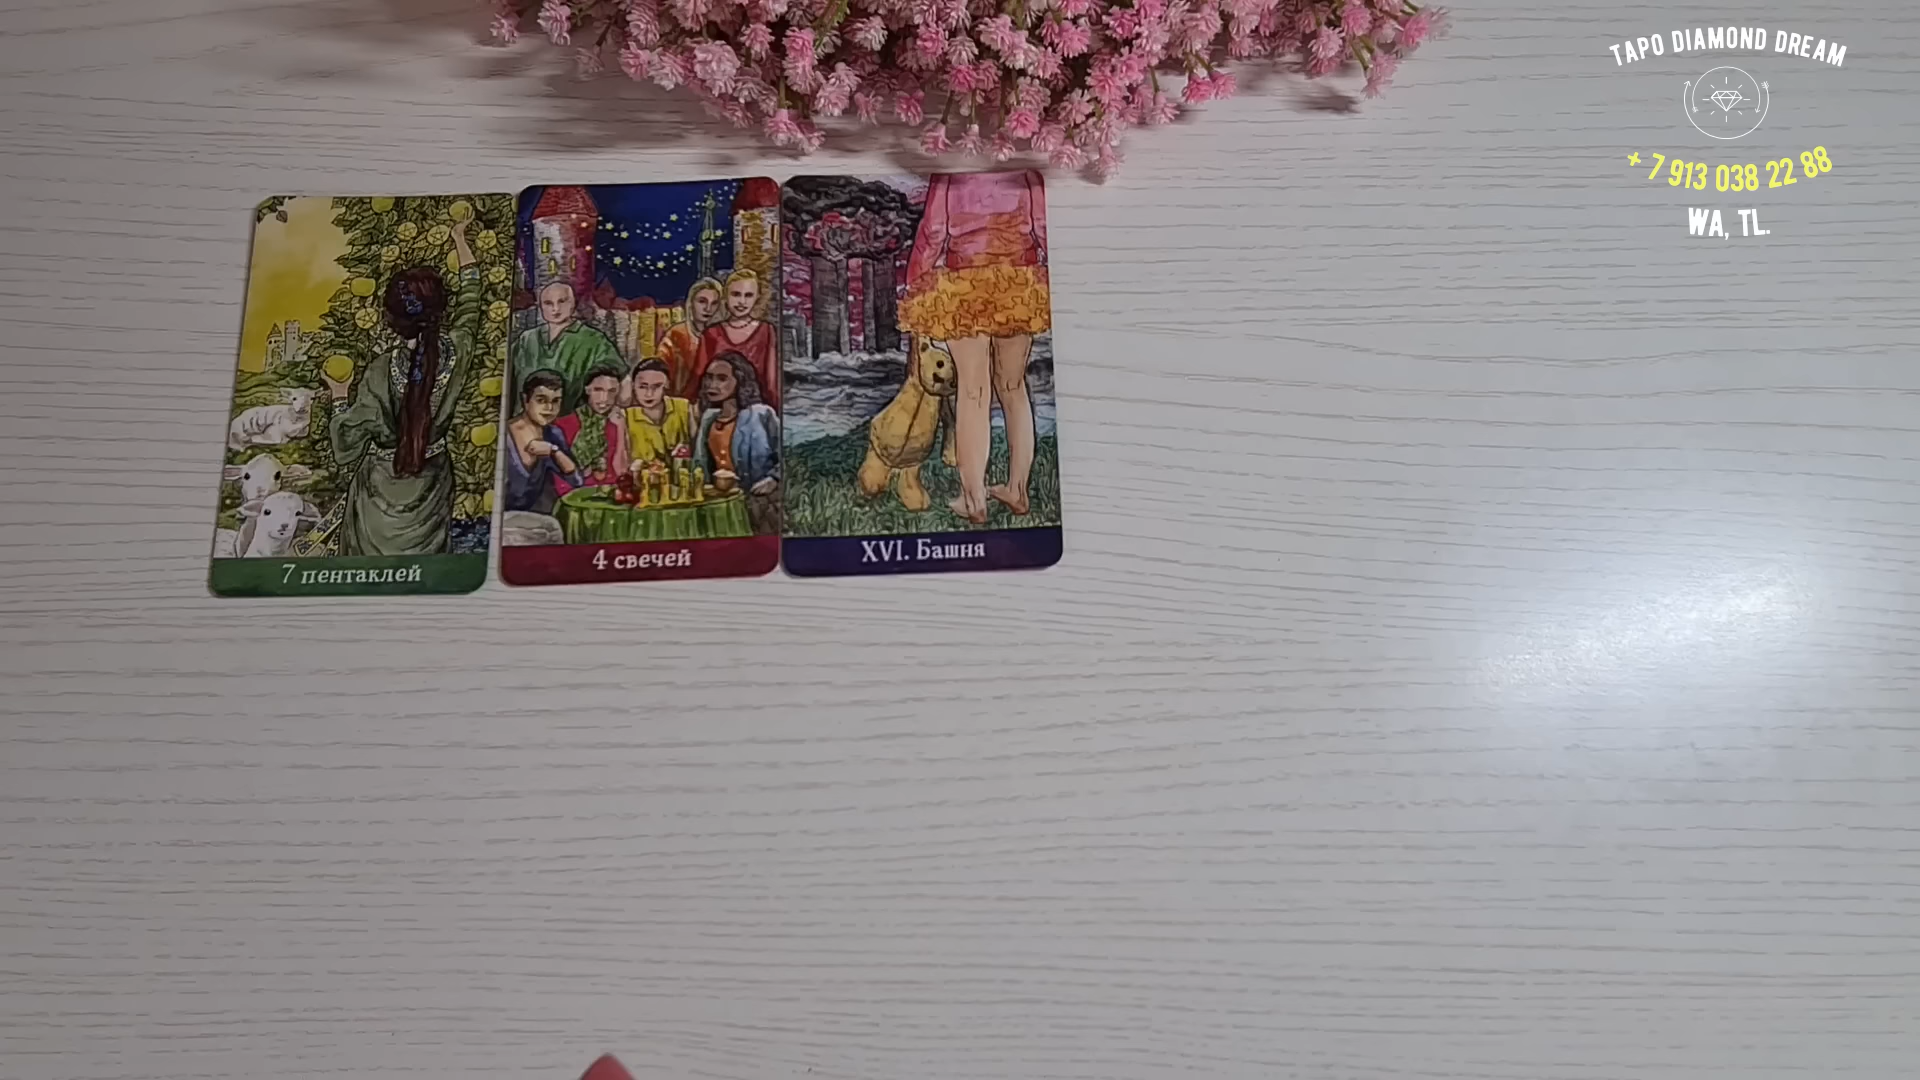 ТАРО DIAMOND DREAM
+ 7 913 038 22 88
WA, TL.
7 пентаклей
4 свечей
XVI. Башня